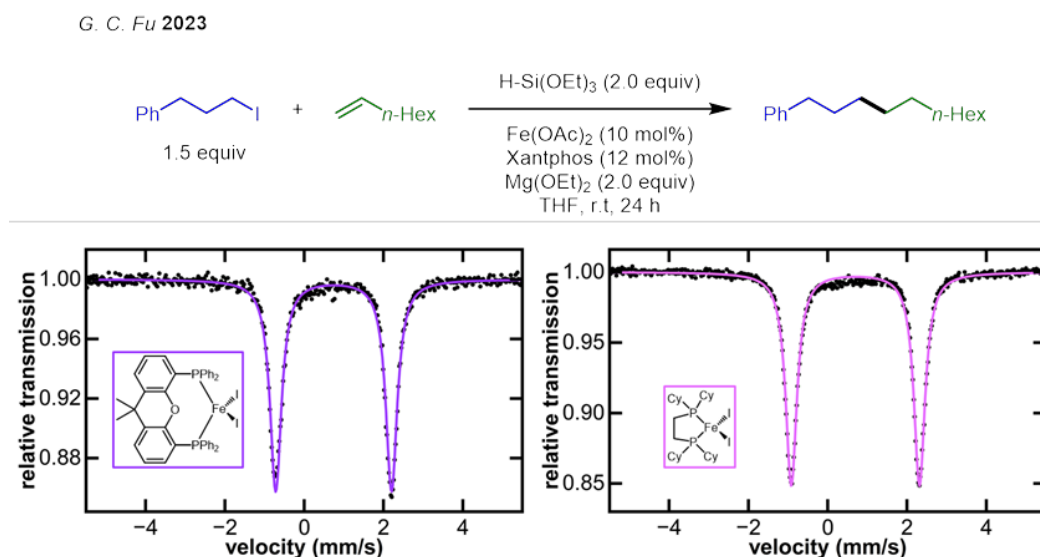 G. C. Fu 2023
H-Si(OEt)3 (2.0 equiv)
Ph
I
+
n-Hex
Ph
n-Hex
1.5 equiv
Fe(OAc)2 (10 mol%)
Xantphos (12 mol%)
Mg(OEt)2 (2.0 equiv)
THF, r.t, 24 h
relative transmission
1.00
0.96
0.92
0.88
PPh2
O
Fe
I
I
PPh2
−4 −2 0 2 4
velocity (mm/s)
relative transmission
1.00
0.95
0.90
0.85
Cy Cy
P
Fe
I
I
P
Cy Cy
−4 −2 0 2 4
velocity (mm/s)